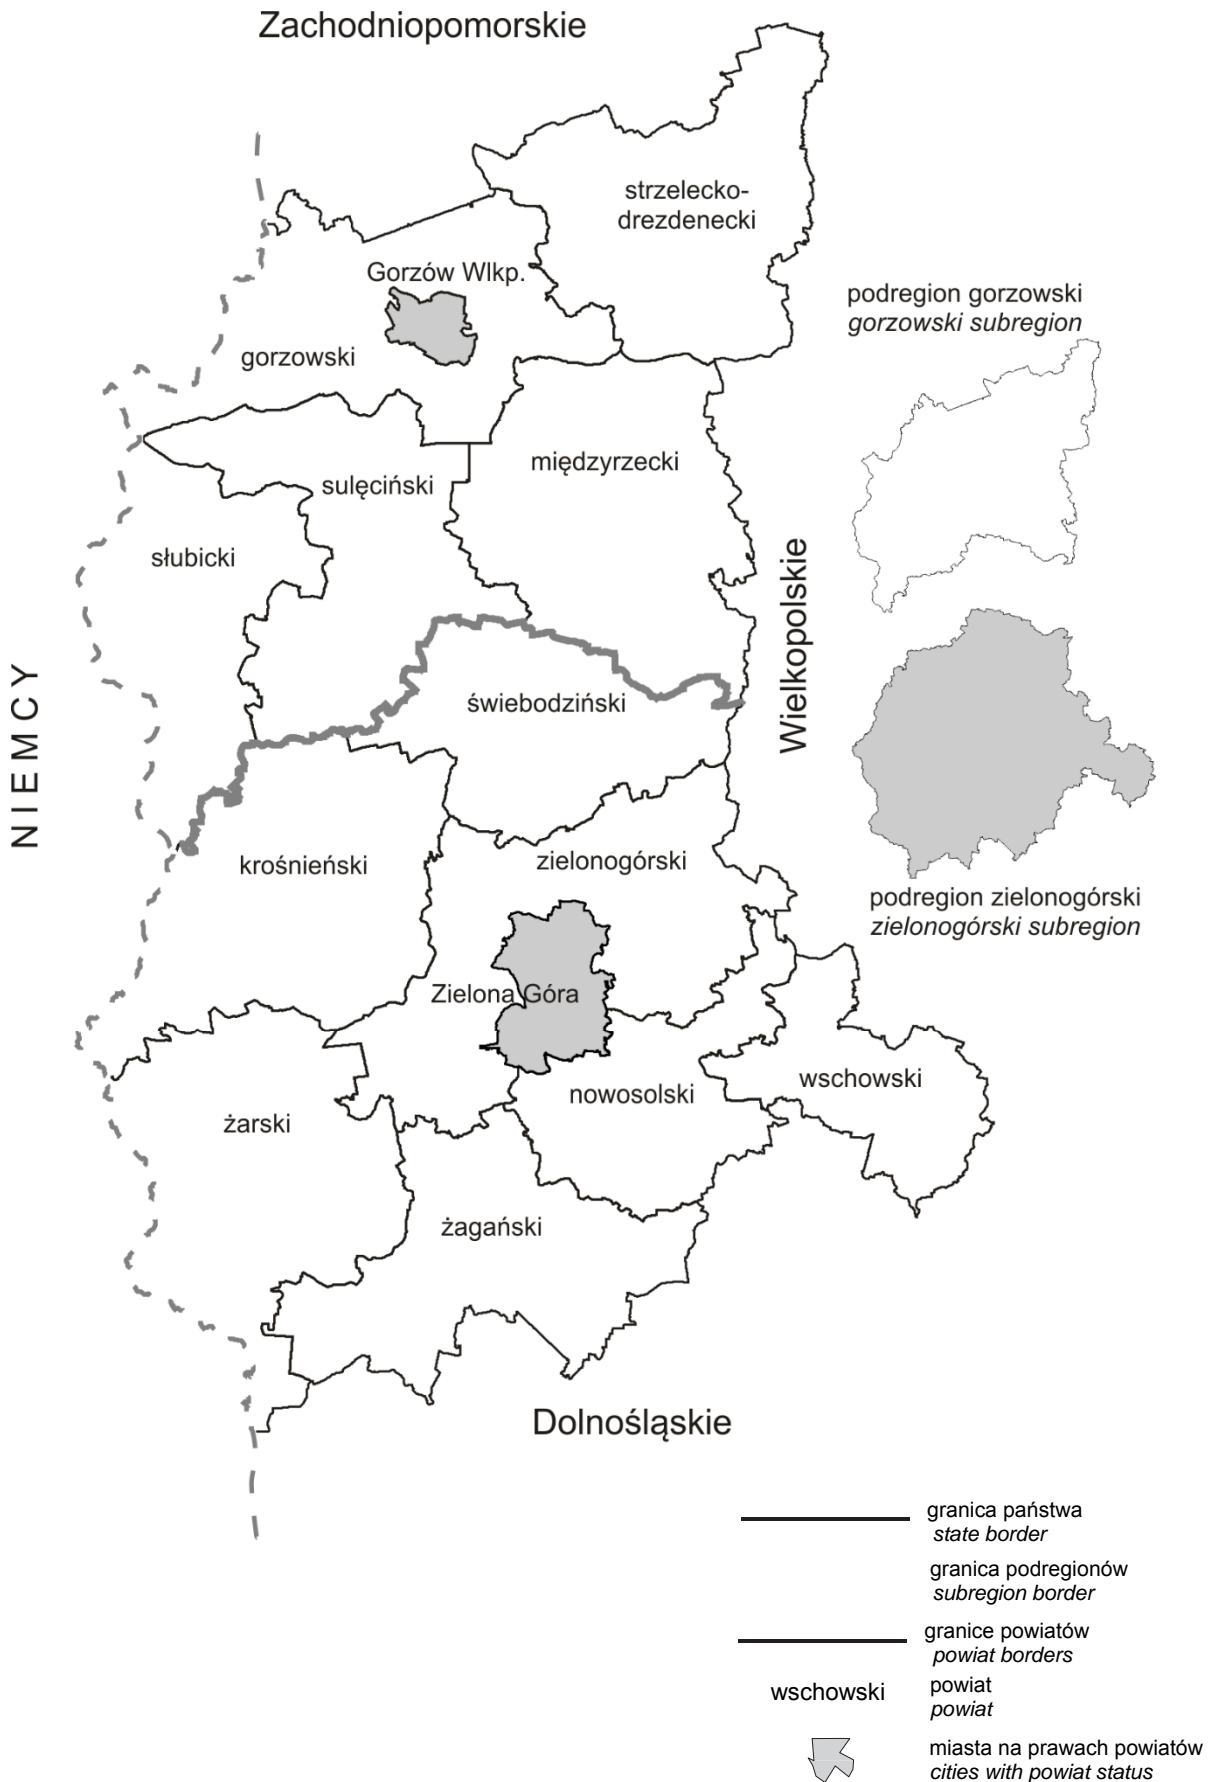 Zachodniopomorskie
strzelecko-
drezdenecki
Gorzów Wlkp.
podregion gorzowski
gorzowski subregion
gorzowski
międzyrzecki
sulęciński
słubicki
Wielkopolskie
NIEMCY
świebodziński
krośnieński
zielonogórski
podregion zielonogórski
zielonogórski subregion
Zielona Góra
wschowski
nowosolski
żarski
żagański
Dolnośląskie
granica państwa
state border
granica podregionów
subregion border
granice powiatów
powiat borders
wschowski
powiat
powiat
miasta na prawach powiatów
cities with powiat status